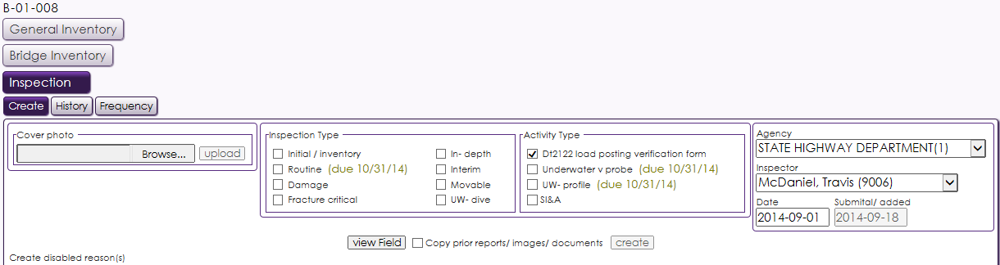 B-01-008
General Inventory
Bridge Inventory
Inspection
Create History Frequency
Cover photo
Browse... upload
Inspection Type
Initial / inventory In- depth
Routine (due 10/31/14) Interim
Damage Movable
Fracture critical UW- dive
Activity Type
Dt2122 load posting verification form
Underwater v probe (due 10/31/14)
UW- profile (due 10/31/14)
SI&A
Agency
STATE HIGHWAY DEPARTMENT(1)
Inspector
McDaniel, Travis (9006)
Date Submital/ added
2014-09-01 2014-09-18
view Field Copy prior reports/ images/ documents create
Create disabled reason(s)